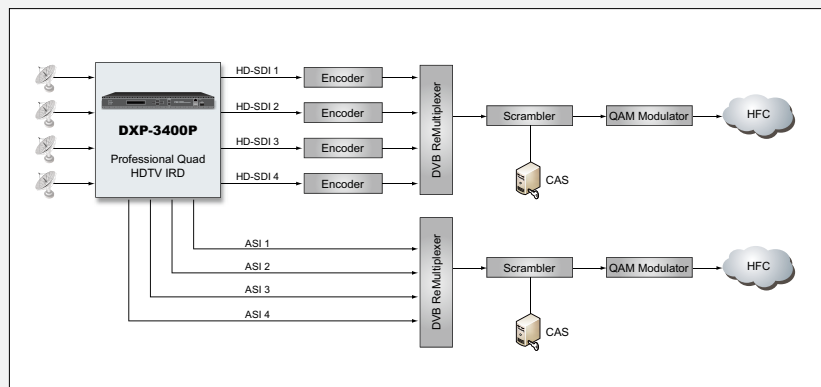 HD-SDI 1
Encoder
HD-SDI 2
Encoder
DXP-3400P
Professional Quad
HDTV IRD
HD-SDI 3
Encoder
HD-SDI 4
Encoder
DVB ReMultiplexer
Scrambler
QAM Modulator
HFC
CAS
ASI 1
ASI 2
ASI 3
ASI 4
DVB ReMultiplexer
Scrambler
QAM Modulator
HFC
CAS